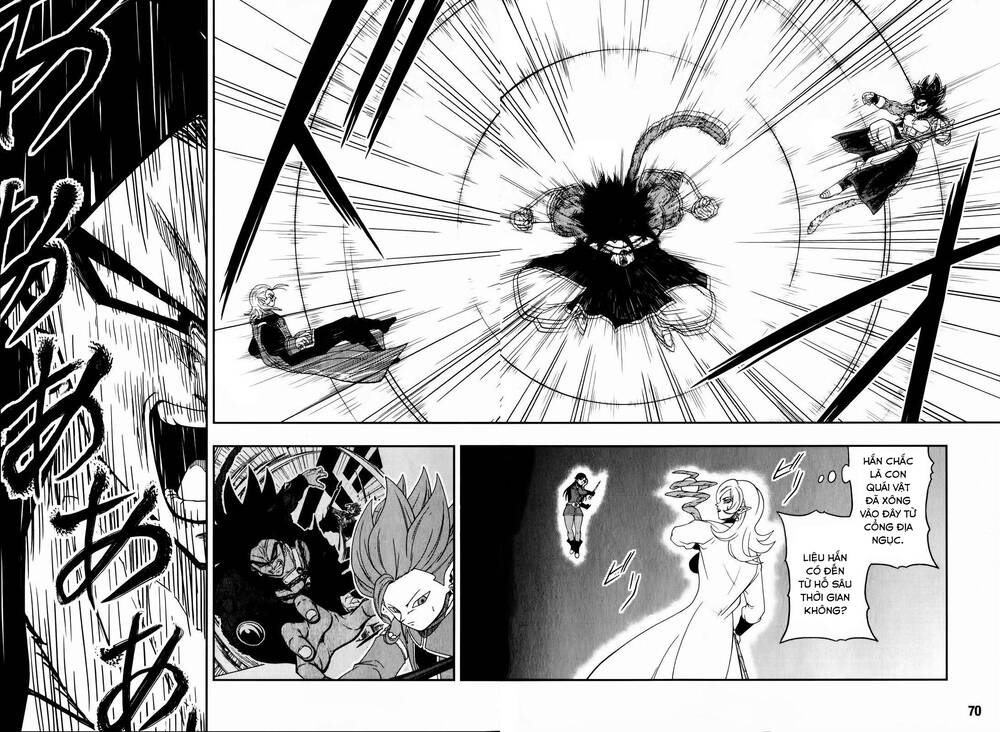 HẮN CHẮC
LÀ CON
QUÁI VẬT
ĐÃ XÔNG
VÀO ĐÂY TỪ
CỔNG ĐỊA
NGỤC.
LIỆU HẮN
CÓ ĐẾN
TỪ HỐ SÂU
THỜI GIAN
KHÔNG?
あああ
70